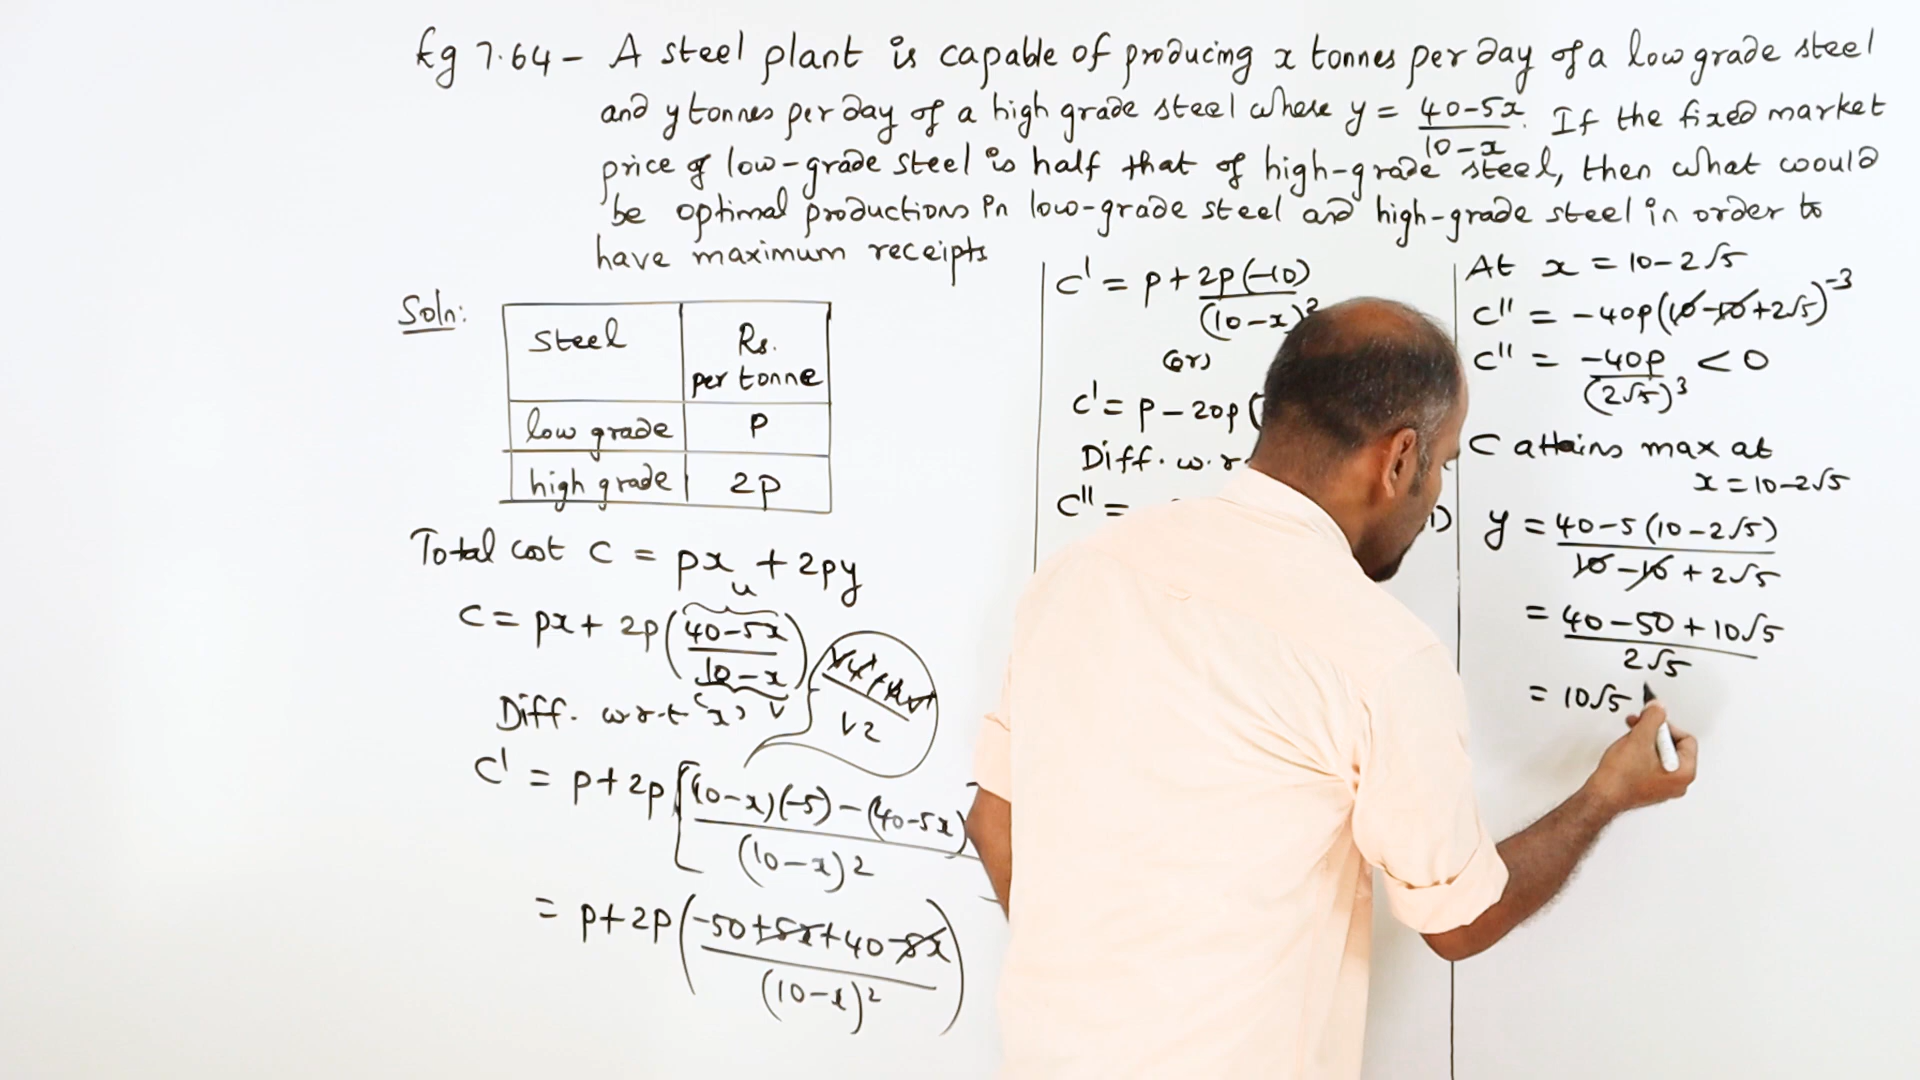 Eg 7.64 - A steel plant is capable of producing x tonnes per day of a low grade steel
and y tonnes per day of a high grade steel where y = (40-5x)/(10-x). If the fixed market
price of low-grade steel is half that of high-grade steel, then what would
be optimal productions in low-grade steel and high-grade steel in order to
have maximum receipts
Soln:
Steel | Rs. per tonne
low grade | P
high grade | 2P
Total cost C = px + 2py
u
C = px + 2p((40-5x)/(10-x))
v
Diff. w.r.t 'x'
v2
C' = p + 2p[((10-x)(-5) - (40-5x)
(10-x)²
= p + 2p((-50+5x+40-5x)/(10-x)²)
C' = p + 2p(-10)/(10-x)²
(or)
C' = p - 20p(
Diff. w.r
C'' =
At x = 10-2√5
C'' = -40p(10-10+2√5)⁻³
C'' = -40p/(2√5)³ < 0
C attains max at
x = 10-2√5
y = (40-5(10-2√5))/(10-10+2√5)
= (40-50+10√5)/(2√5)
= 10√5